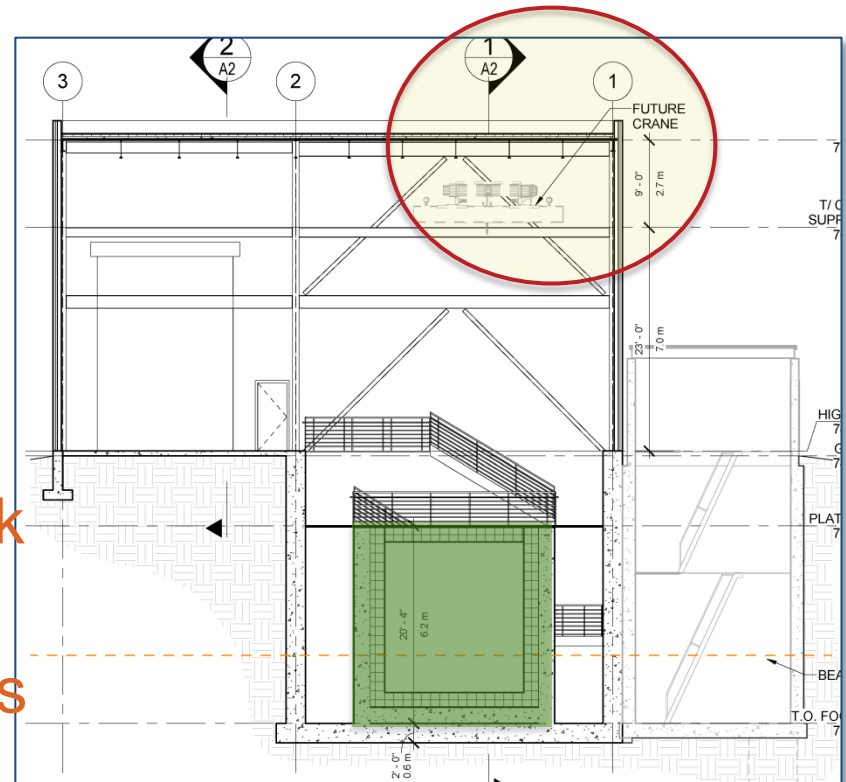 2
A2
1
A2
3
2
1
FUTURE
CRANE
9' - 0"
2.7 m
T/
SUPP
23' - 0"
7.0 m
HIG
PLAT
k
20' - 4"
6.2 m
BEA
s
T.O. FO
2' - 0"
0.6 m